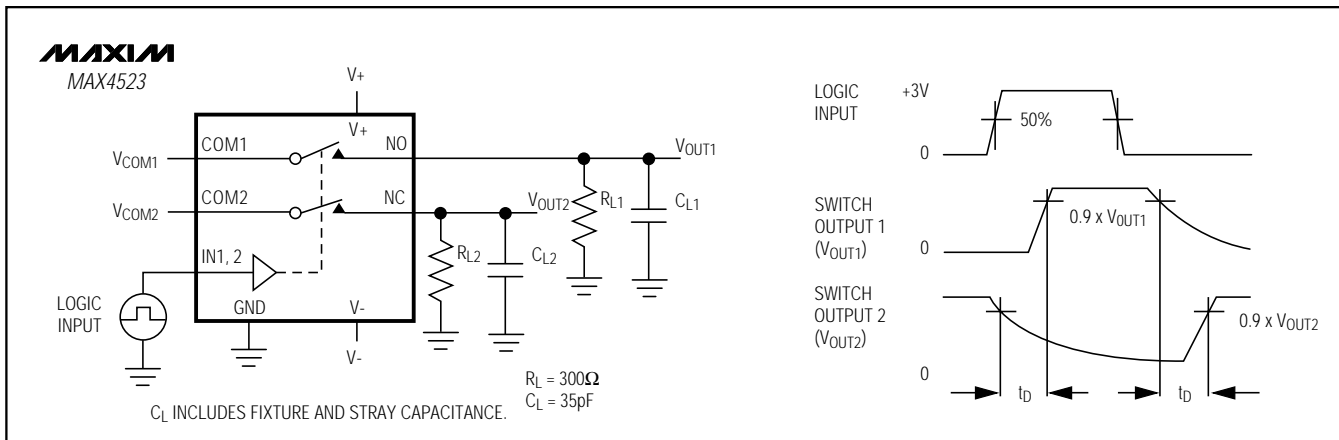 MAXIM
MAX4523
V+
V+
COM1
NO
VCOM1
VOUT1
COM2
NC
VCOM2
VOUT2
RL1
CL1
IN1, 2
RL2
CL2
LOGIC
INPUT
GND
V-
V-
RL = 300Ω
CL = 35pF
CL INCLUDES FIXTURE AND STRAY CAPACITANCE.
LOGIC
INPUT
+3V
50%
0
SWITCH
OUTPUT 1
(VOUT1)
0.9 x VOUT1
0
SWITCH
OUTPUT 2
(VOUT2)
0.9 x VOUT2
0
tD
tD